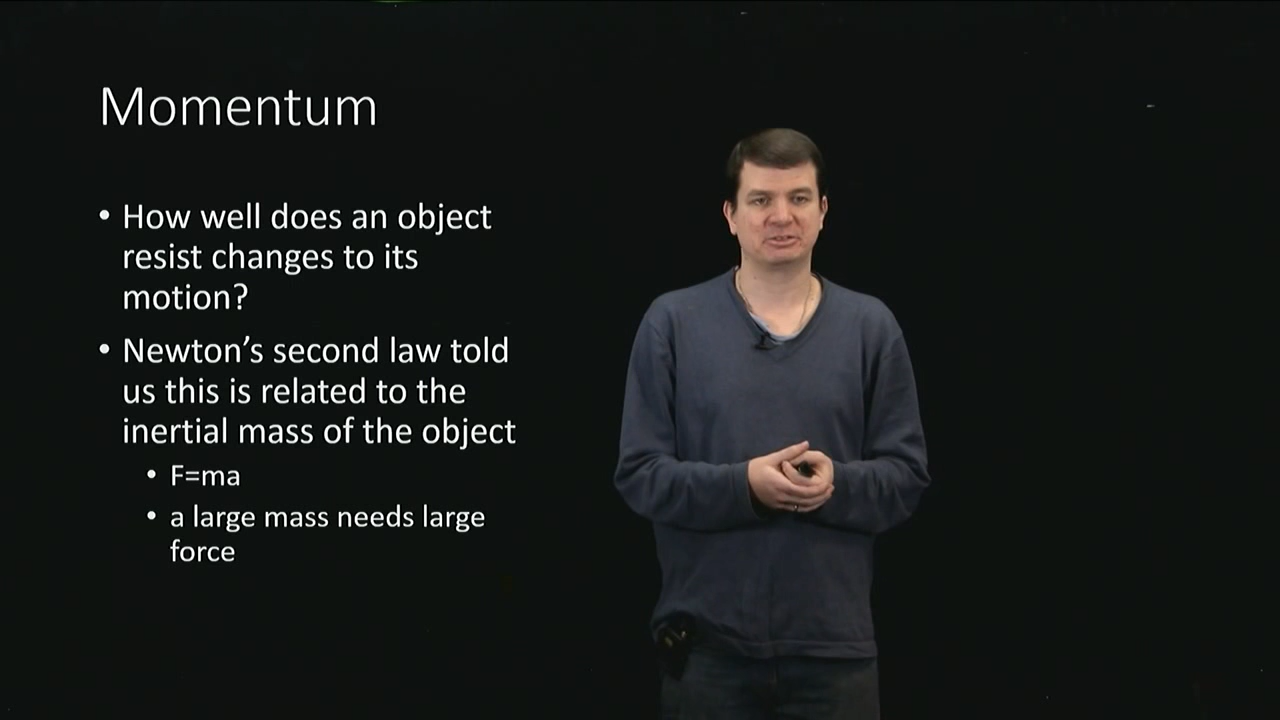 Momentum
• How well does an object
resist changes to its
motion?
• Newton’s second law told
us this is related to the
inertial mass of the object
• F=ma
• a large mass needs large
force